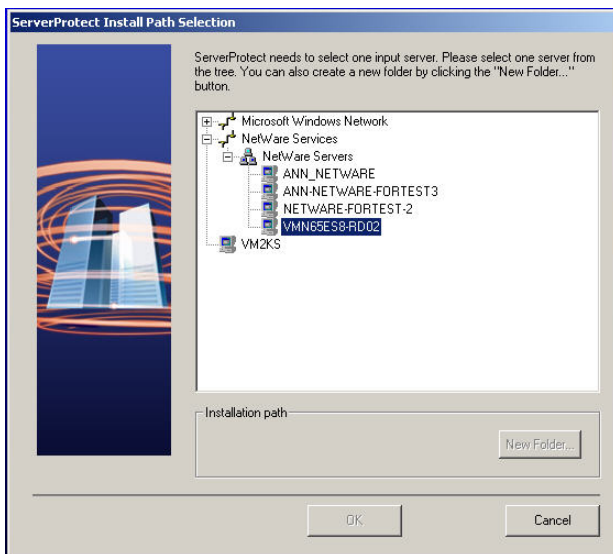 ServerProtect Install Path Selection
ServerProtect needs to select one input server. Please select one server from
the tree. You can also create a new folder by clicking the "New Folder..."
button.
Microsoft Windows Network
NetWare Services
NetWare Servers
ANN_NETWARE
ANN-NETWARE-FORTEST3
NETWARE-FORTEST-2
VMN65ES8-RD02
VM2KS
Installation path
New Folder...
OK
Cancel